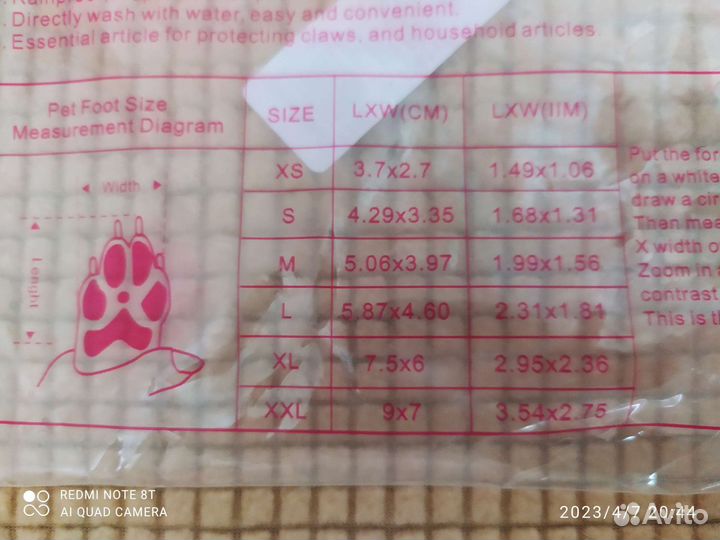 Directly wash with water, easy and convenient.
Essential article for protecting claws, and household articles
Pet Foot Size
Measurement Diagram
SIZE LXW(CM) LXW(IIM)
XS 3.7x2.7 1.49x1.06
S 4.29x3.35 1.68x1.31
M 5.06x3.97 1.99x1.56
L 5.87x4.60 2.31x1.81
XL 7.5x6 2.95x2.36
XXL 9x7 3.54x2.75
Width
Lenght
Put the for
on a white
draw a cir
Then mea
X width o
Zoom in
contrast
This is th
REDMI NOTE 8T
AI QUAD CAMERA
2023/4/7 20:44
Avito